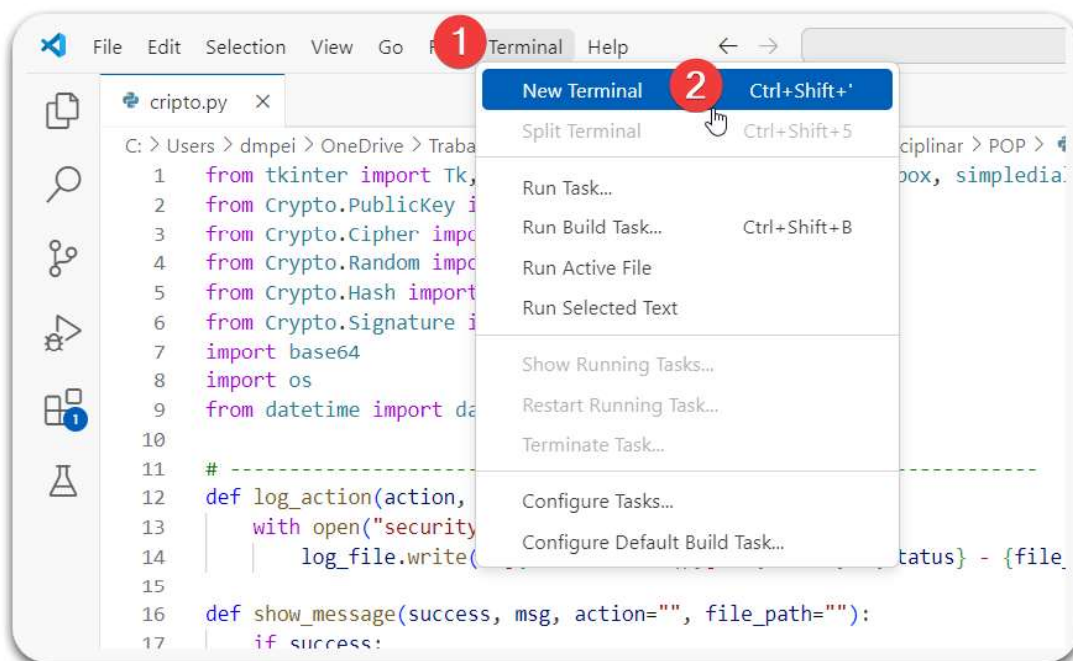 File Edit Selection View Go Terminal Help
1
cripto.py
New Terminal Ctrl+Shift+'
2
Split Terminal Ctrl+Shift+5
C: > Users > dmpei > OneDrive > Traba ciplinar > POP >
Run Task...
Run Build Task... Ctrl+Shift+B
Run Active File
Run Selected Text
Show Running Tasks...
Restart Running Task...
Terminate Task...
Configure Tasks...
Configure Default Build Task...
1 from tkinter import Tk, box, simpledia
2 from Crypto.PublicKey i
3 from Crypto.Cipher impo
4 from Crypto.Random impo
5 from Crypto.Hash import
6 from Crypto.Signature i
7 import base64
8 import os
9 from datetime import da
10
11 # ----------------------- ------------
12 def log_action(action,
13 with open("security
14 log_file.write( tatus} - {file_
15
16 def show_message(success, msg, action="", file_path=""):
17 if success:
1